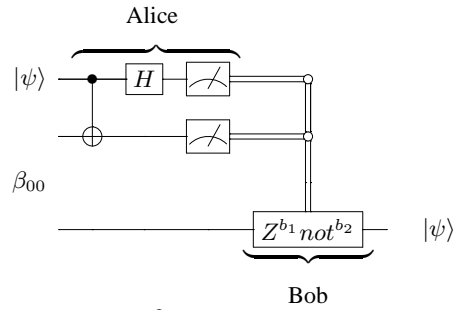 Alice
|ψ⟩ H
β₀₀
Z^{b₁}not^{b₂} |ψ⟩
Bob